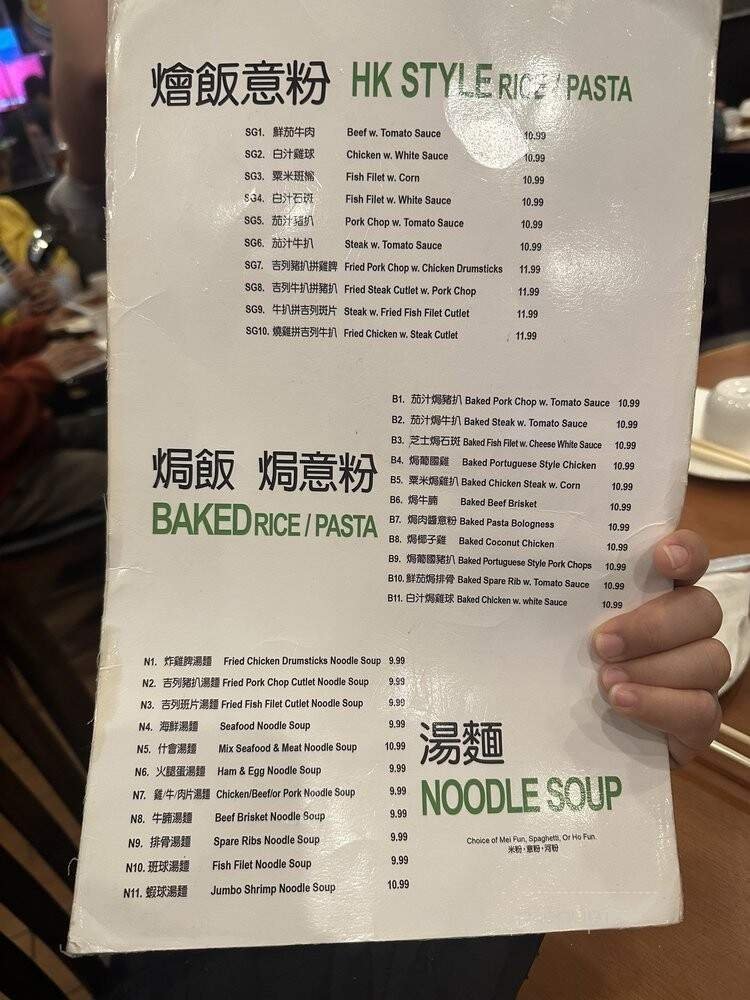 燴飯意粉 HK STYLE RICE / PASTA
SG1. 鮮茄牛肉 Beef w. Tomato Sauce 10.99
SG2. 白汁雞球 Chicken w. White Sauce 10.99
SG3. 粟米斑 Fish Filet w. Corn 10.99
SG4. 白汁石斑 Fish Filet w. White Sauce 10.99
SG5. 茄汁豬扒 Pork Chop w. Tomato Sauce 10.99
SG6. 茄汁牛扒 Steak w. Tomato Sauce 10.99
SG7. 吉列豬扒拼雞脾 Fried Pork Chop w. Chicken Drumsticks 11.99
SG8. 吉列牛扒拼豬扒 Fried Steak Cutlet w. Pork Chop 11.99
SG9. 牛扒拼吉列斑片 Steak w. Fried Fish Filet Cutlet 11.99
SG10. 燒雞拼吉列牛扒 Fried Chicken w. Steak Cutlet 11.99
焗飯 焗意粉
BAKED RICE / PASTA
B1. 茄汁焗豬扒 Baked Pork Chop w. Tomato Sauce 10.99
B2. 茄汁焗牛扒 Baked Steak w. Tomato Sauce 10.99
B3. 芝士焗石斑 Baked Fish Filet w. Cheese White Sauce 10.99
B4. 焗葡國雞 Baked Portuguese Style Chicken 10.99
B5. 粟米焗雞扒 Baked Chicken Steak w. Corn 10.99
B6. 焗牛腩 Baked Beef Brisket 10.99
B7. 焗肉醬意粉 Baked Pasta Bologness 10.99
B8. 焗椰子雞 Baked Coconut Chicken 10.99
B9. 焗葡國豬扒 Baked Portuguese Style Pork Chops 10.99
B10. 鮮茄焗排骨 Baked Spare Rib w. Tomato Sauce 10.99
B11. 白汁焗雞球 Baked Chicken w. white Sauce 10.99
N1. 炸雞脾湯麵 Fried Chicken Drumsticks Noodle Soup 9.99
N2. 吉列豬扒湯麵 Fried Pork Chop Cutlet Noodle Soup 9.99
N3. 吉列斑片湯麵 Fried Fish Filet Cutlet Noodle Soup 9.99
N4. 海鮮湯麵 Seafood Noodle Soup 9.99
N5. 什會湯麵 Mix Seafood & Meat Noodle Soup 10.99
N6. 火腿蛋湯麵 Ham & Egg Noodle Soup 9.99
N7. 雞/牛/肉片湯麵 Chicken/Beef/or Pork Noodle Soup 9.99
N8. 牛腩湯麵 Beef Brisket Noodle Soup 9.99
N9. 排骨湯麵 Spare Ribs Noodle Soup 9.99
N10. 班球湯麵 Fish Filet Noodle Soup 9.99
N11. 蝦球湯麵 Jumbo Shrimp Noodle Soup 10.99
湯麵
NOODLE SOUP
Choice of Mei Fun, Spaghetti, Or Ho Fun.
米粉·意粉·河粉